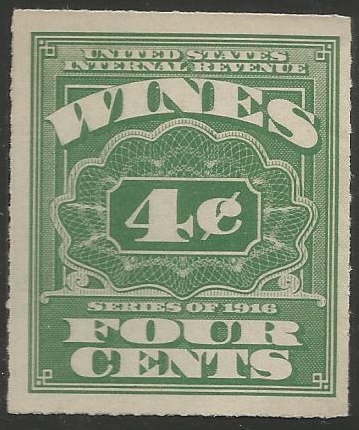 UNITED STATES
INTERNAL REVENUE
WINES
4¢
SERIES OF 1916
FOUR
CENTS